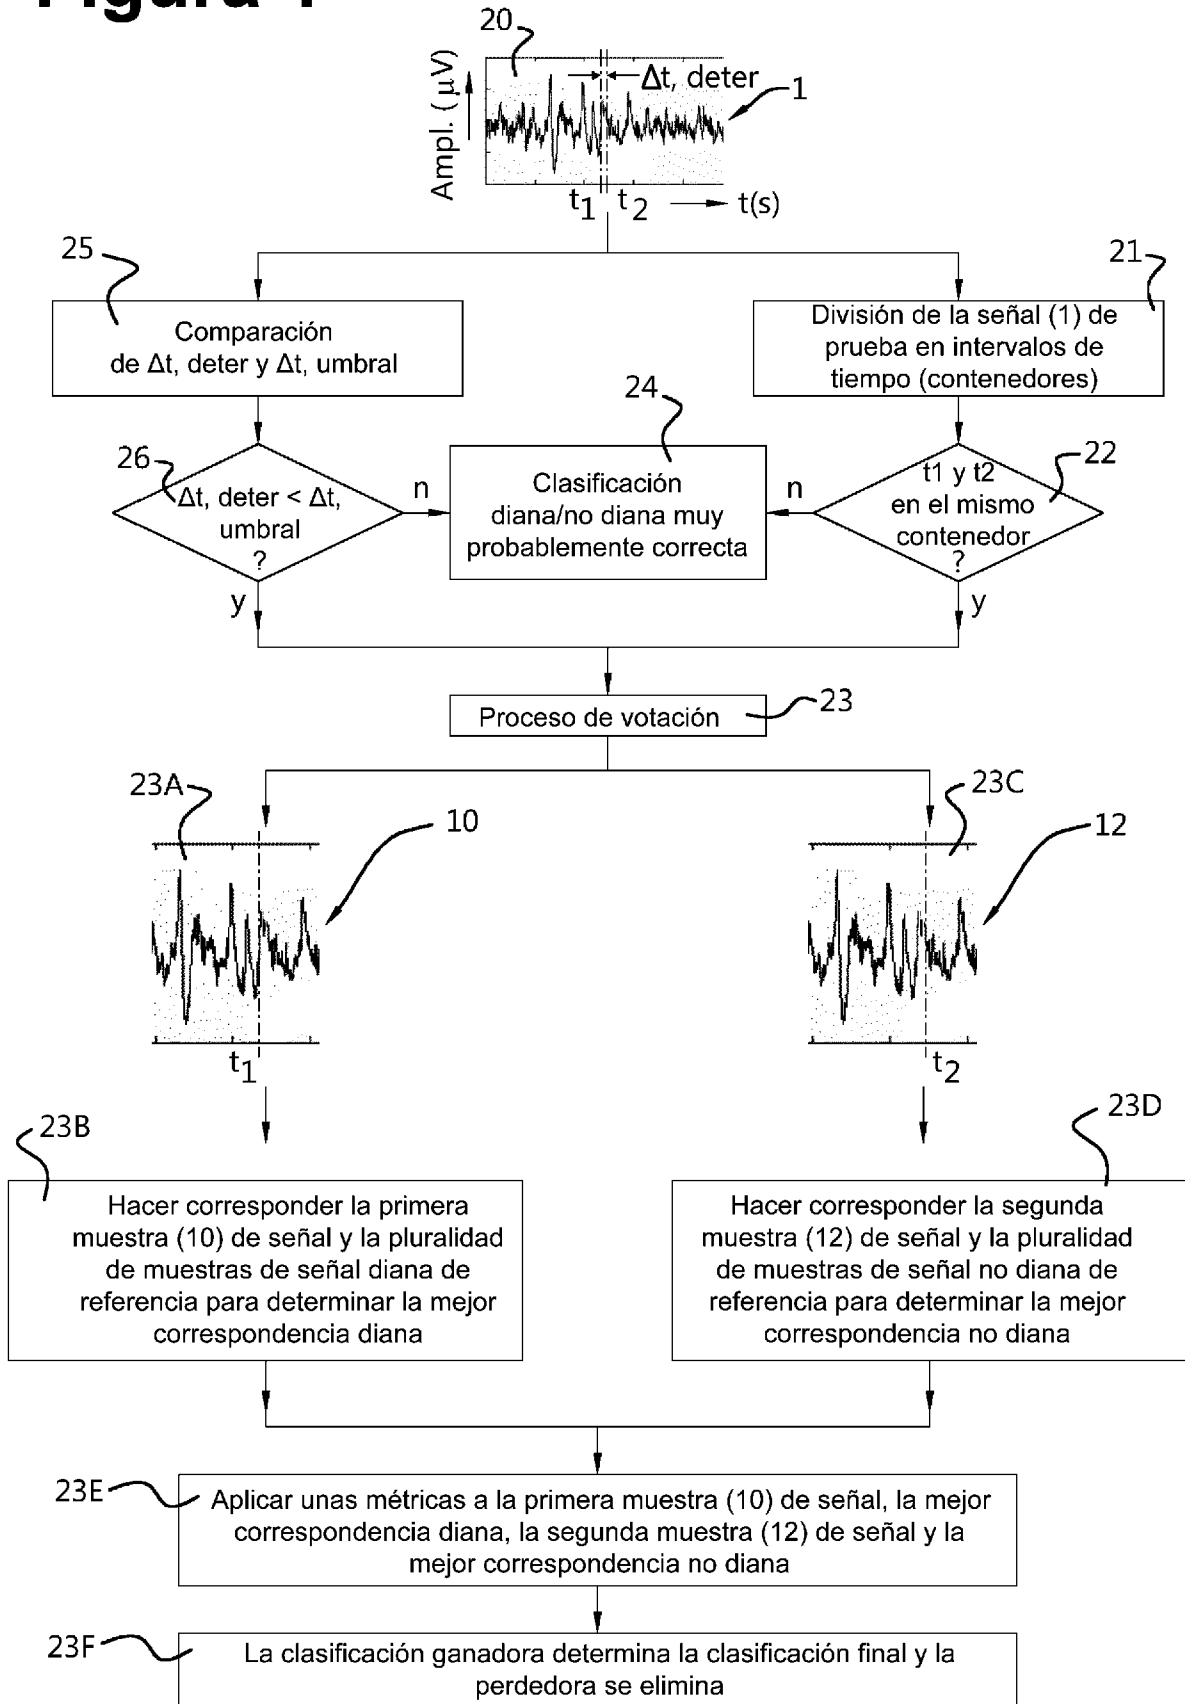 20
Δt, deter
1
Ampl. (μV)
t1 t2 t(s)
25
21
Comparación
de Δt, deter y Δt, umbral
División de la señal (1) de
prueba en intervalos de
tiempo (contenedores)
24
26
22
Δt, deter < Δt,
umbral
?
n
Clasificación
diana/no diana muy
probablemente correcta
n
t1 y t2
en el mismo
contenedor
?
y
y
Proceso de votación
23
23A
10
23C
12
t1
t2
23B
23D
Hacer corresponder la primera
muestra (10) de señal y la pluralidad
de muestras de señal diana de
referencia para determinar la mejor
correspondencia diana
Hacer corresponder la segunda
muestra (12) de señal y la pluralidad
de muestras de señal no diana de
referencia para determinar la mejor
correspondencia no diana
23E
Aplicar unas métricas a la primera muestra (10) de señal, la mejor
correspondencia diana, la segunda muestra (12) de señal y la
mejor correspondencia no diana
23F
La clasificación ganadora determina la clasificación final y la
perdedora se elimina